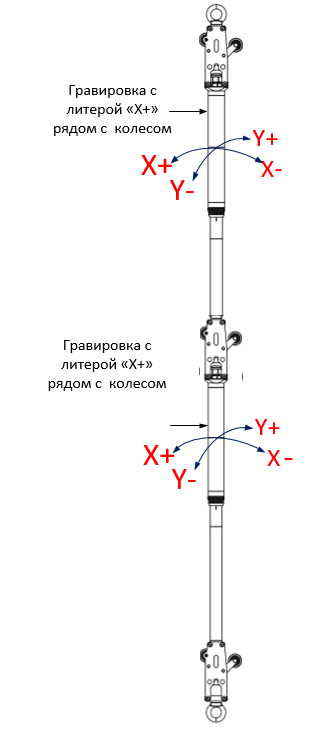 Гравировка с
литерой «X+»
рядом с колесом
Y+
X+
X-
Y-
Гравировка с
литерой «X+»
рядом с колесом
Y+
X+
X-
Y-